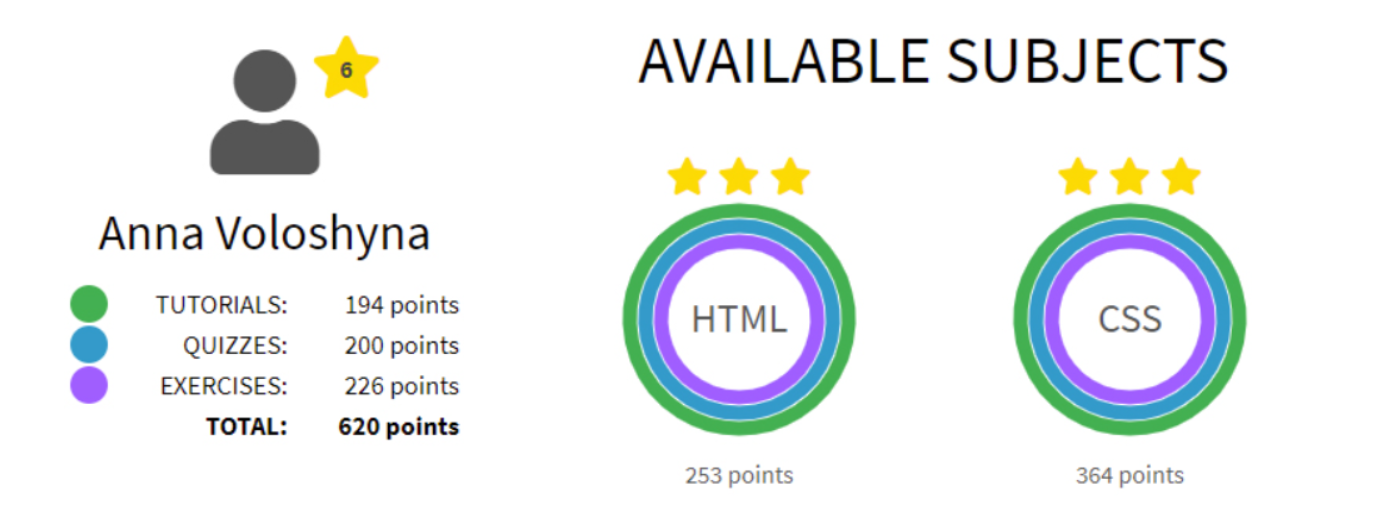 6
Anna Voloshyna
TUTORIALS: 194 points
QUIZZES: 200 points
EXERCISES: 226 points
TOTAL: 620 points
AVAILABLE SUBJECTS
HTML
253 points
CSS
364 points